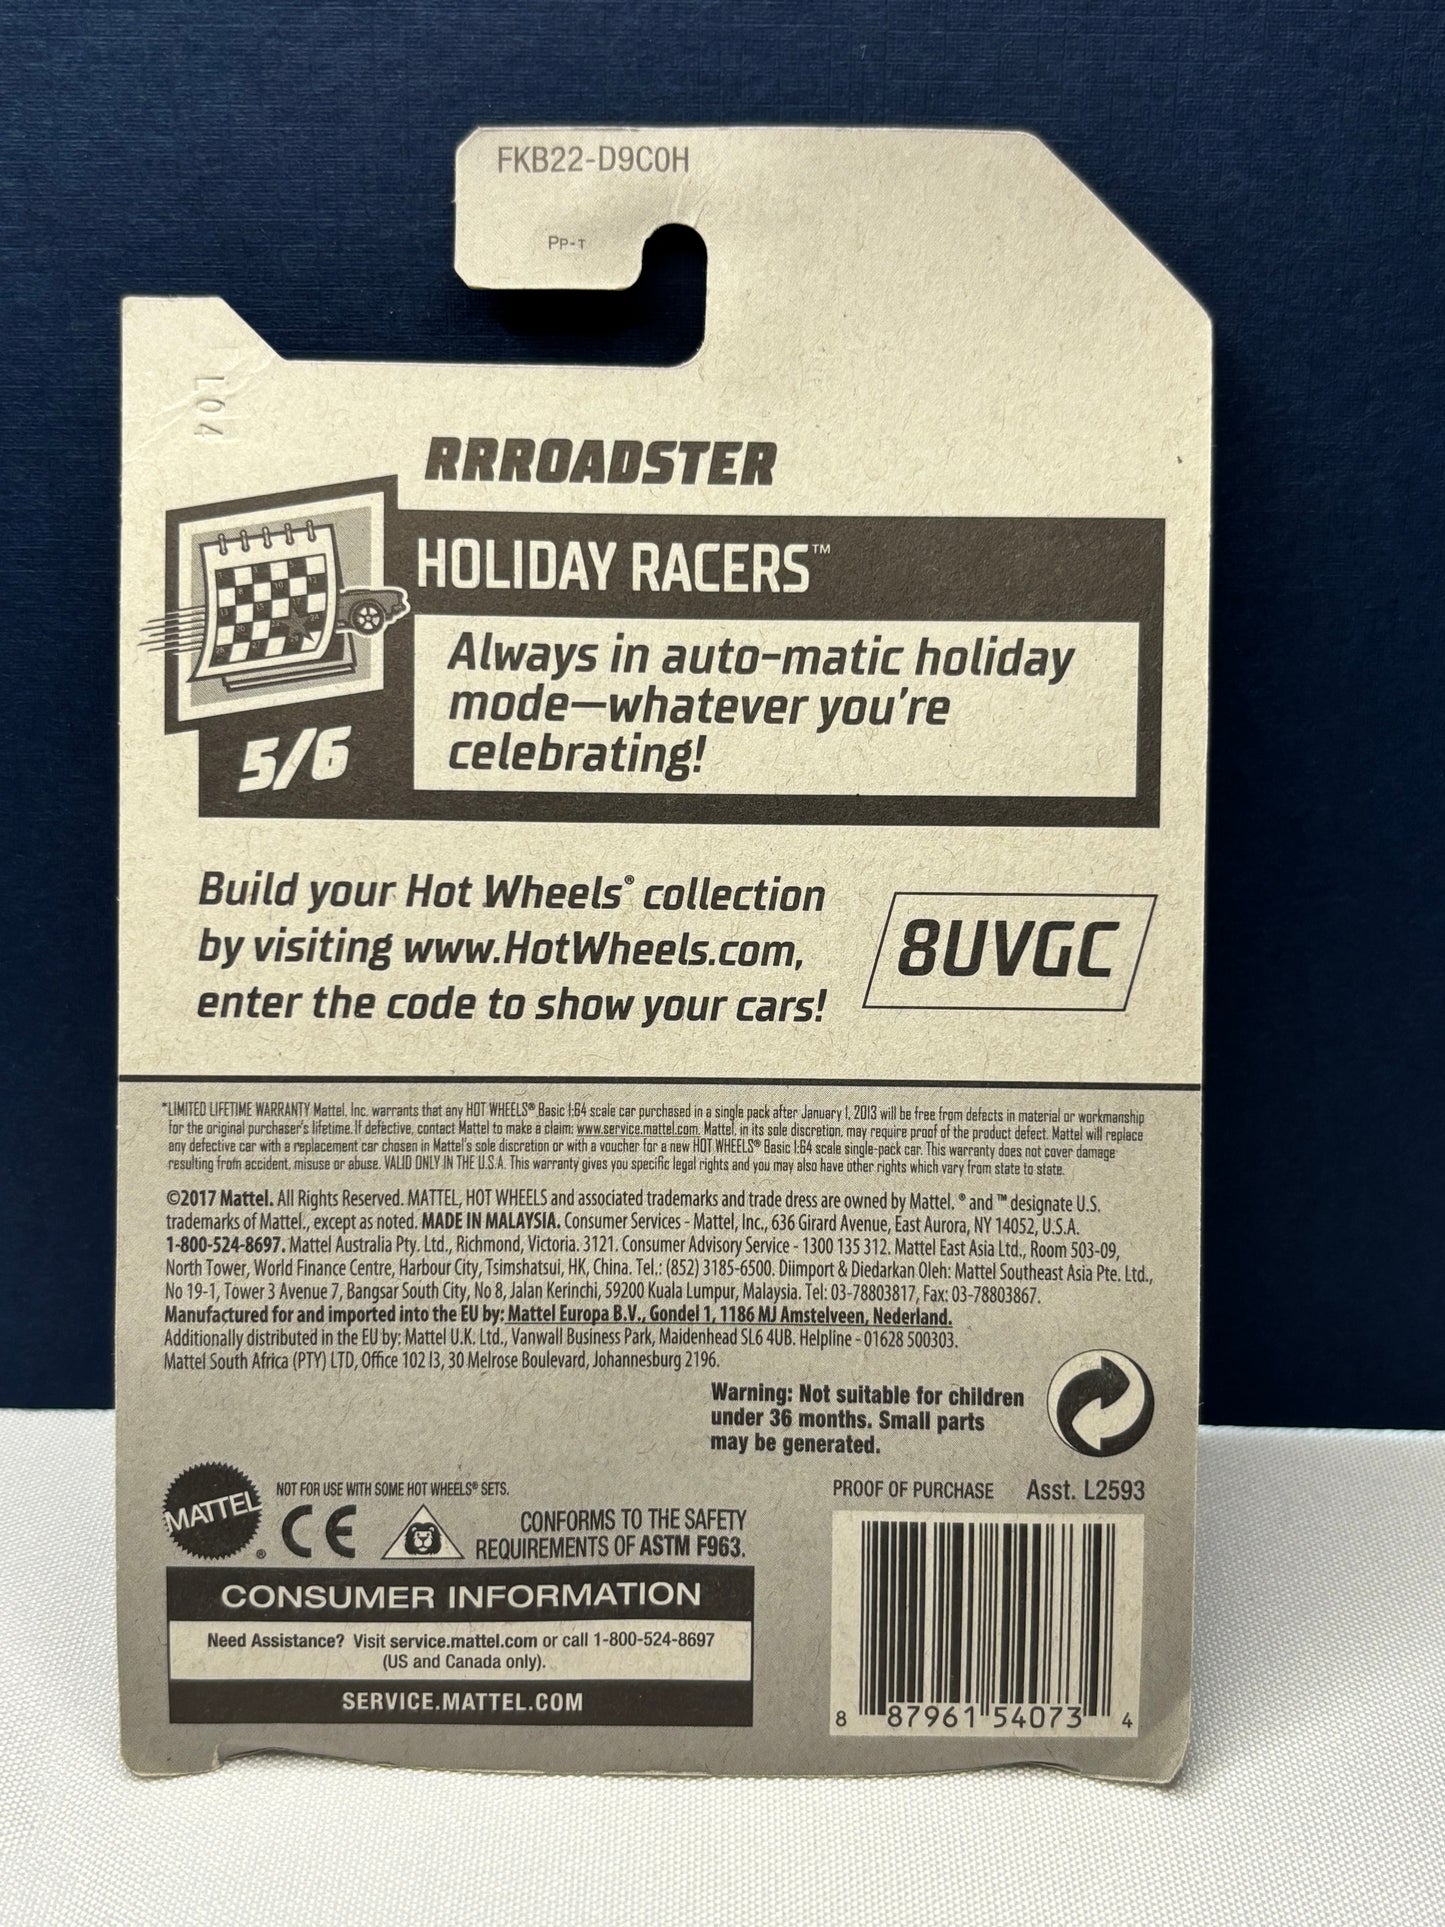 FKB22-D9C0H
PP-T
L04
RRROADSTER
HOLIDAY RACERS™
Always in auto-matic holiday
mode—whatever you're
celebrating!
5/6
Build your Hot Wheels® collection
by visiting www.HotWheels.com,
enter the code to show your cars!
8UVGC
*LIMITED LIFETIME WARRANTY Mattel, Inc. warrants that any HOT WHEELS® Basic 1:64 scale car purchased in a single pack after January 1, 2013 will be free from defects in material or workmanship
for the original purchaser's lifetime. If defective, contact Mattel to make a claim: www.service.mattel.com. Mattel, in its sole discretion, may require proof of the product defect. Mattel will replace
any defective car with a replacement car chosen in Mattel's sole discretion or with a voucher for a new HOT WHEELS® Basic 1:64 scale single-pack car. This warranty does not cover damage
resulting from accident, misuse or abuse. VALID ONLY IN THE U.S.A. This warranty gives you specific legal rights and you may also have other rights which vary from state to state.
©2017 Mattel. All Rights Reserved. MATTEL, HOT WHEELS and associated trademarks and trade dress are owned by Mattel. ® and ™ designate U.S.
trademarks of Mattel., except as noted. MADE IN MALAYSIA. Consumer Services - Mattel, Inc., 636 Girard Avenue, East Aurora, NY 14052, U.S.A.
1-800-524-8697. Mattel Australia Pty. Ltd., Richmond, Victoria. 3121. Consumer Advisory Service - 1300 135 312. Mattel East Asia Ltd., Room 503-09,
North Tower, World Finance Centre, Harbour City, Tsimshatsui, HK, China. Tel.: (852) 3185-6500. Diimport & Diedarkan Oleh: Mattel Southeast Asia Pte. Ltd.,
No 19-1, Tower 3 Avenue 7, Bangsar South City, No 8, Jalan Kerinchi, 59200 Kuala Lumpur, Malaysia. Tel: 03-78803817, Fax: 03-78803867.
Manufactured for and imported into the EU by: Mattel Europa B.V., Gondel 1, 1186 MJ Amstelveen, Nederland.
Additionally distributed in the EU by: Mattel U.K. Ltd., Vanwall Business Park, Maidenhead SL6 4UB. Helpline - 01628 500303.
Mattel South Africa (PTY) LTD, Office 102 I3, 30 Melrose Boulevard, Johannesburg 2196.
Warning: Not suitable for children
under 36 months. Small parts
may be generated.
MATTEL®
NOT FOR USE WITH SOME HOT WHEELS® SETS.
CE
CONFORMS TO THE SAFETY
REQUIREMENTS OF ASTM F963.
PROOF OF PURCHASE Asst. L2593
CONSUMER INFORMATION
Need Assistance? Visit service.mattel.com or call 1-800-524-8697
(US and Canada only).
SERVICE.MATTEL.COM
8 87961 54073 4